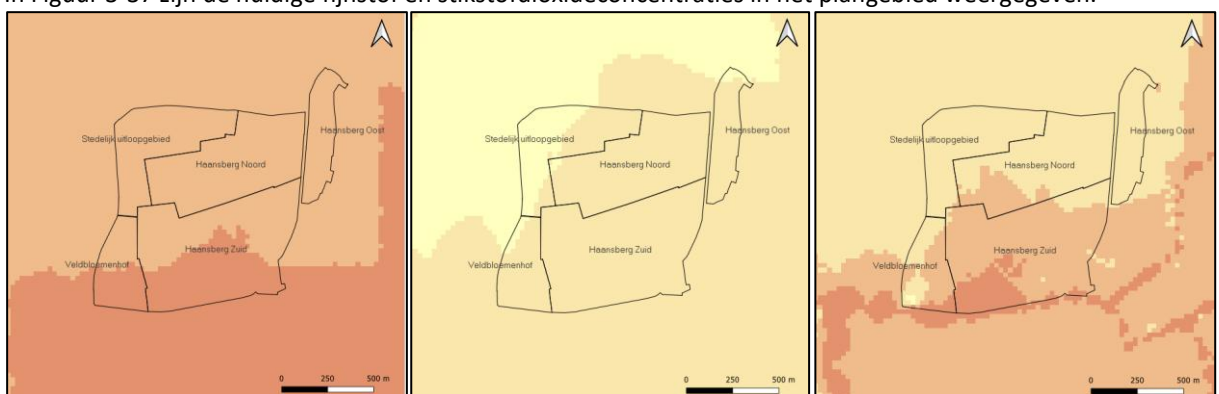 In Figuur 5-37 zijn de huidige fijnstof en stikstofdioxideconcentraties in het plangebied weergegeven.
Stedelijk uitloopgebied
Haansberg Oost
Haansberg Noord
Haansberg Zuid
Veldbloemenhof
0 250 500 m
Stedelijk uitloopgebied
Haansberg Oost
Haansberg Noord
Haansberg Zuid
Veldbloemenhof
0 250 500 m
Stedelijk uitloopgebied
Haansberg Oost
Haansberg Noord
Haansberg Zuid
Veldbloemenhof
0 250 500 m